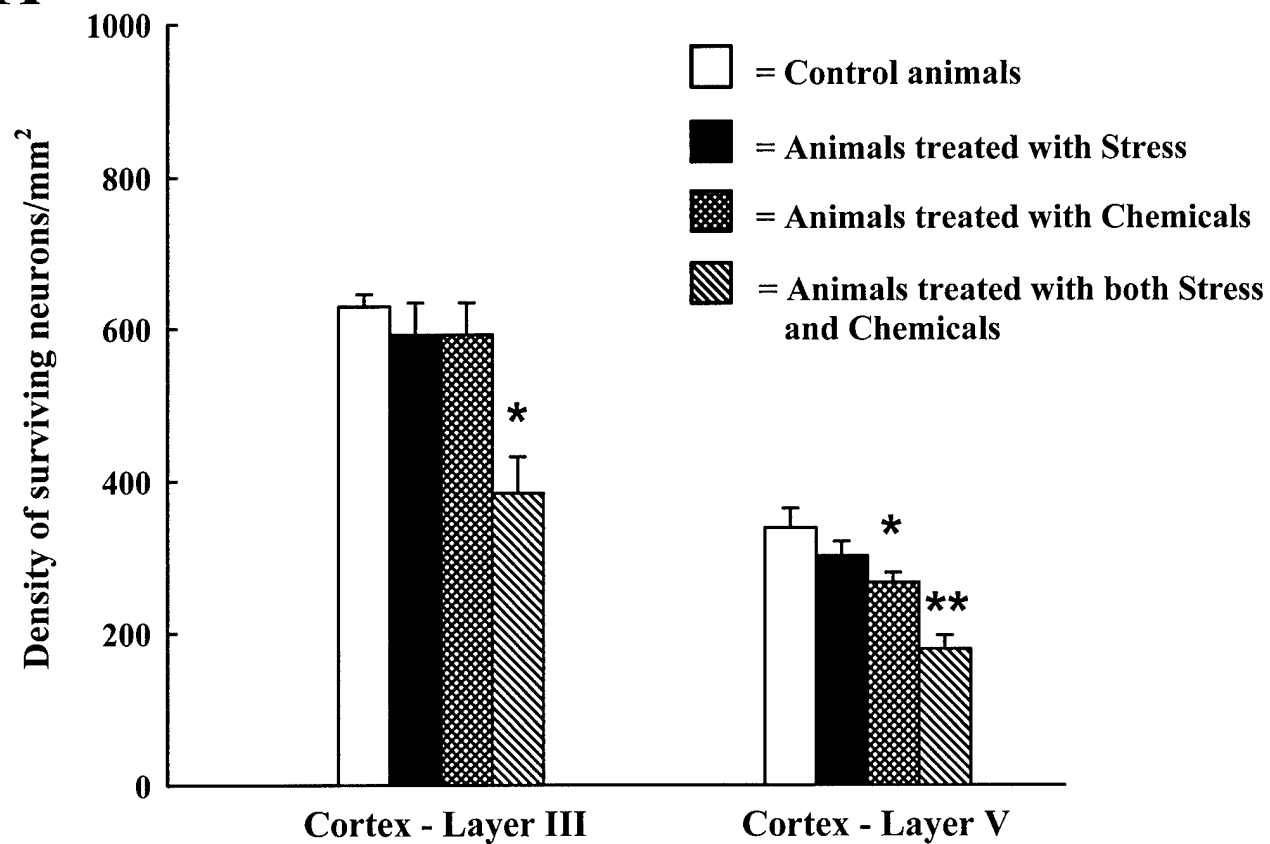 1000
800
600
400
200
0
Density of surviving neurons/mm²
= Control animals
= Animals treated with Stress
= Animals treated with Chemicals
= Animals treated with both Stress
and Chemicals
*
*
**
Cortex - Layer III
Cortex - Layer V